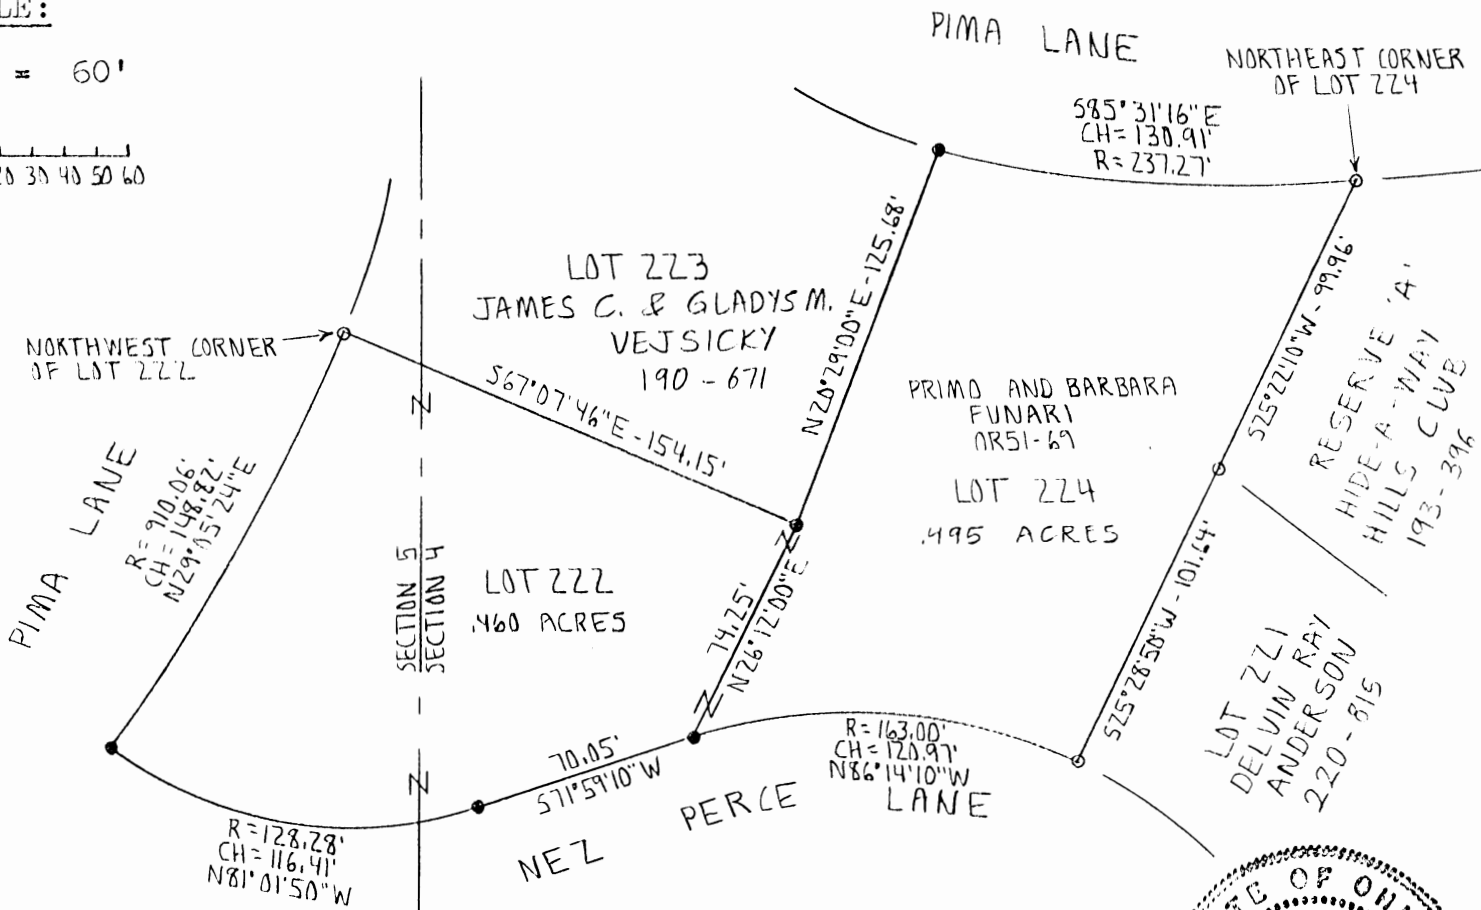 = 60'
30 40 50 60
PIMA LANE
NORTHEAST CORNER
OF LOT 224
S85°31'16"E
CH=130.91'
R=237.27'
LOT 223
JAMES C. & GLADYS M.
VEJSICKY
190-671
NORTHWEST CORNER
OF LOT 222
S67°07'46"E-154.15'
N20°29'00"E-125.68'
PRIMO AND BARBARA
FUNARI
OR51-69
LOT 224
.495 ACRES
S25°22'10"W-99.96'
RESERVE 'A'
HIDE-A-WAY
HILLS CLUB
193-396
PIMA LANE
R=910.06'
CH=148.82'
N29°05'24"E
SECTION 5
SECTION 4
LOT 222
.460 ACRES
74.25'
N26°12'00"E
S25°28'50"W-101.64'
LOT 221
DELVIN RAY
ANDERSON
220-815
70.05'
S71°59'10"W
R=163.00'
CH=120.97'
N86°14'10"W
NEZ PERCE LANE
R=128.28'
CH=116.41'
N81°01'50"W
OF